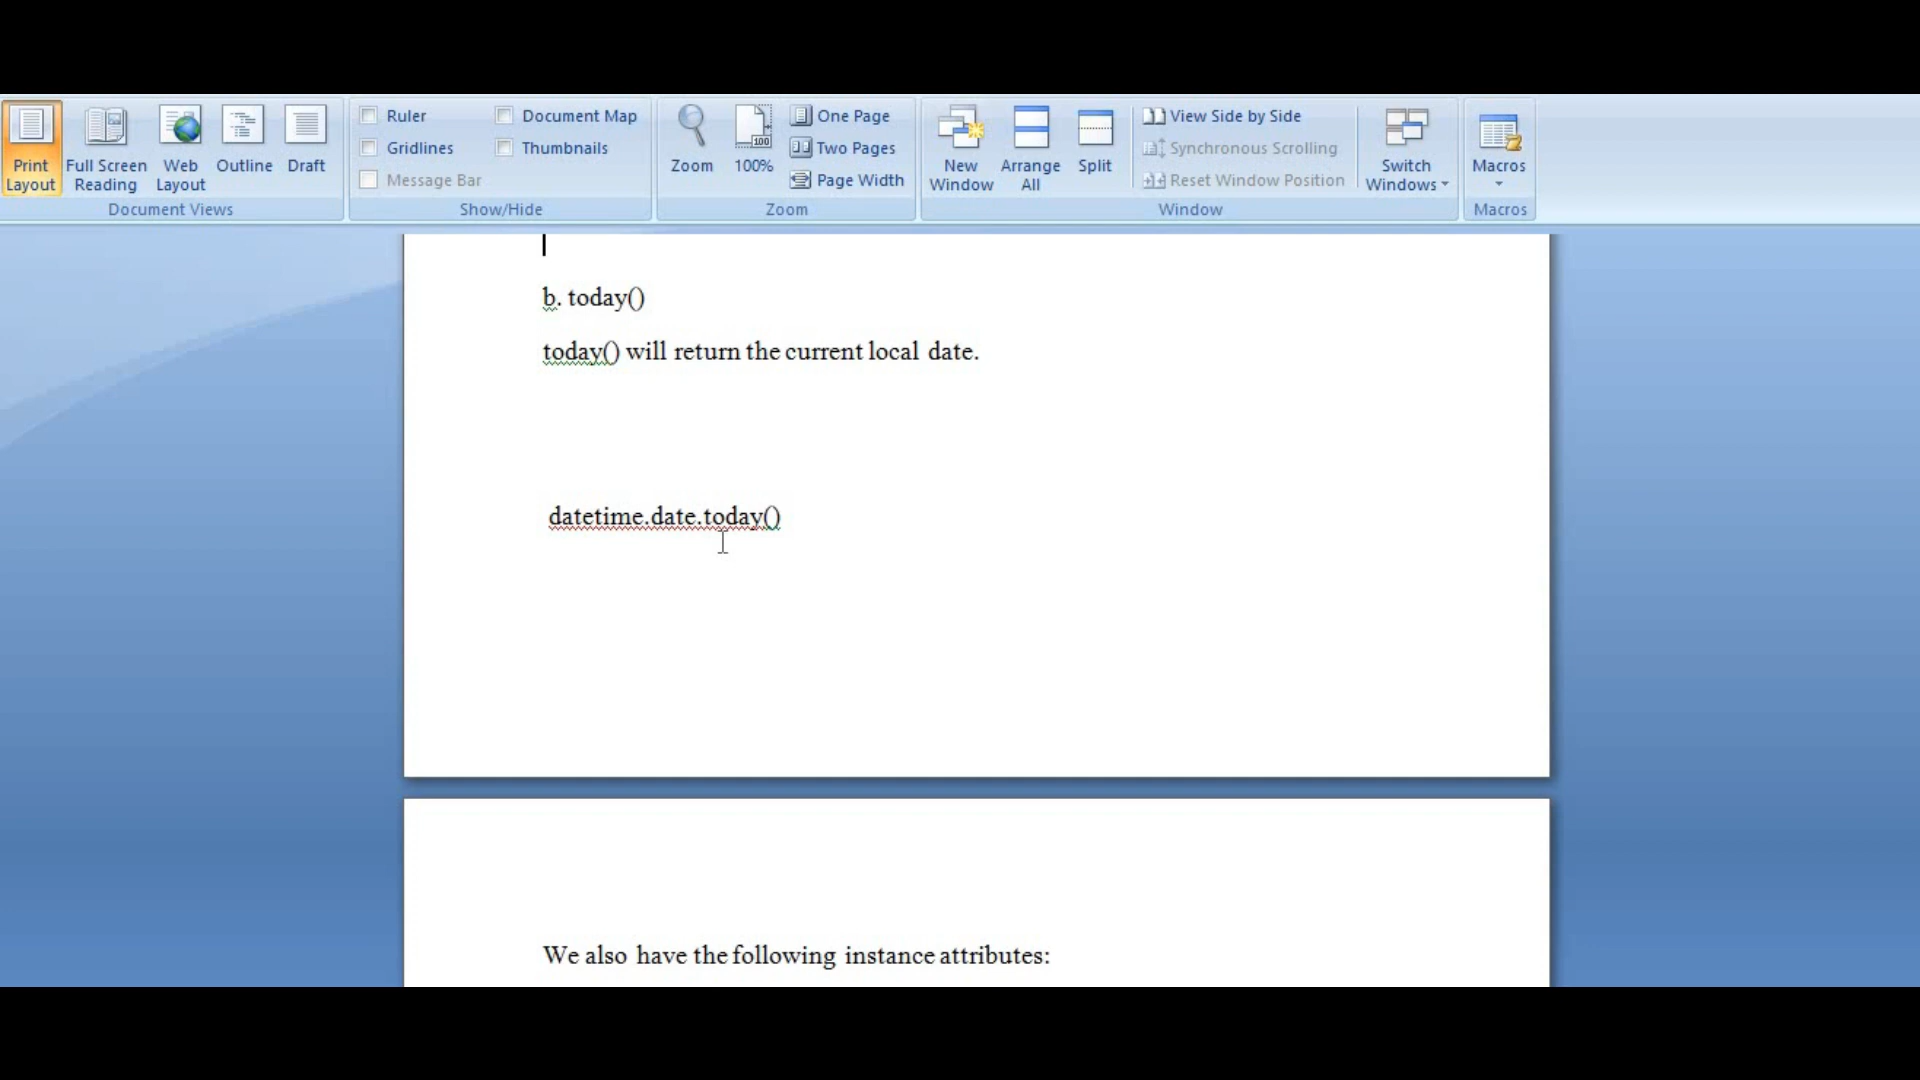 Print Layout
Full Screen Reading
Web Layout
Outline
Draft
Document Views
Ruler
Gridlines
Message Bar
Document Map
Thumbnails
Show/Hide
Zoom
100
100%
One Page
Two Pages
Page Width
Zoom
New Window
Arrange All
Split
View Side by Side
Synchronous Scrolling
Reset Window Position
Switch Windows
Window
Macros
Macros
b. today()
today() will return the current local date.
datetime.date.today()
We also have the following instance attributes: